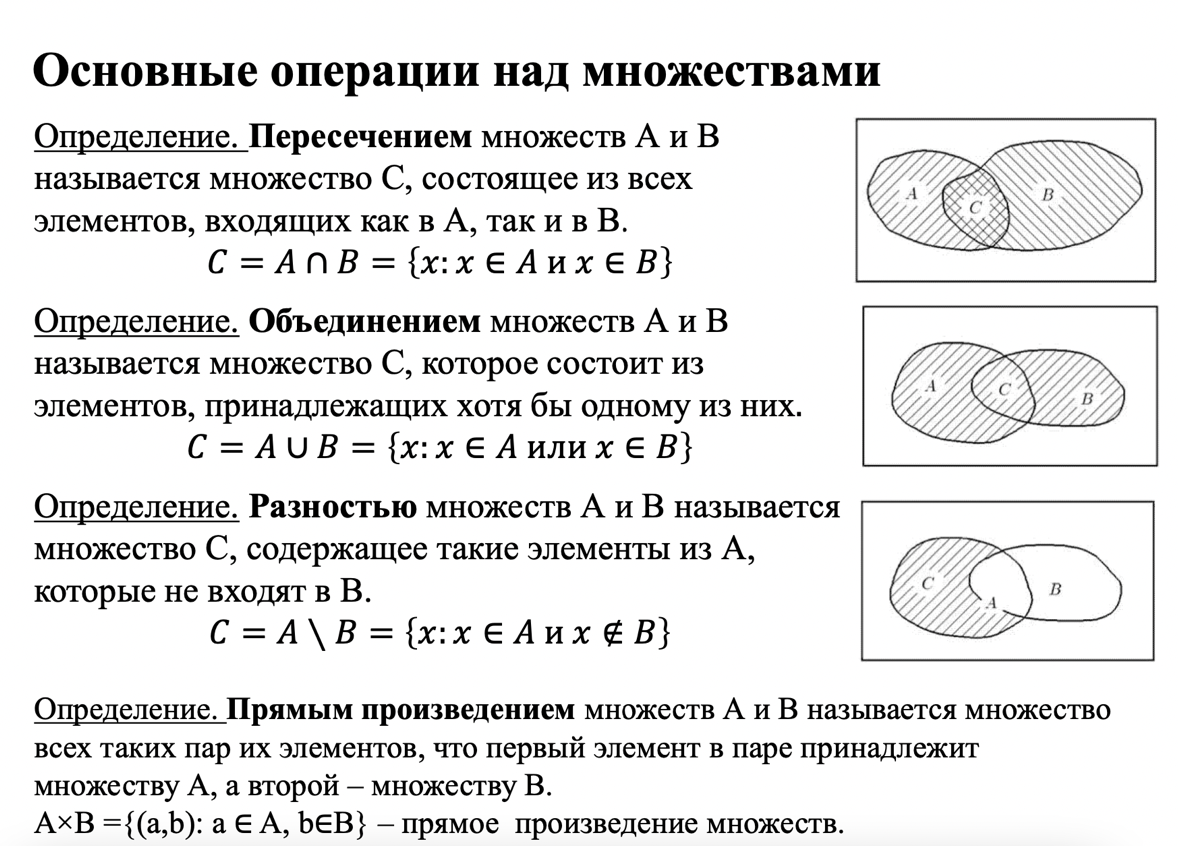 Основные операции над множествами
Определение. Пересечением множеств А и В
называется множество С, состоящее из всех
элементов, входящих как в А, так и в В.
C = A ∩ B = {x: x ∈ A и x ∈ B}
A
C
B
Определение. Объединением множеств А и В
называется множество С, которое состоит из
элементов, принадлежащих хотя бы одному из них.
C = A ∪ B = {x: x ∈ A или x ∈ B}
A
C
B
Определение. Разностью множеств А и В называется
множество С, содержащее такие элементы из А,
которые не входят в В.
C = A \ B = {x: x ∈ A и x ∉ B}
C
A
B
Определение. Прямым произведением множеств А и В называется множество
всех таких пар их элементов, что первый элемент в паре принадлежит
множеству А, а второй – множеству В.
А×В ={(a,b): a ∈ A, b∈B} – прямое произведение множеств.